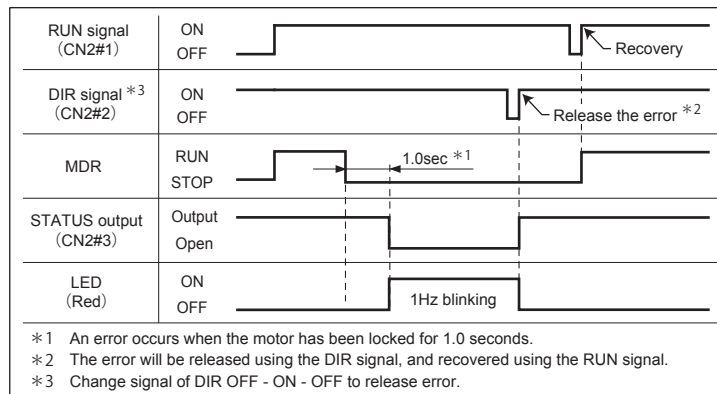 RUN signal
(CN2#1)
ON
OFF
Recovery
DIR signal *3
(CN2#2)
ON
OFF
Release the error *2
MDR
RUN
STOP
1.0sec *1
STATUS output
(CN2#3)
Output
Open
LED
(Red)
ON
OFF
1Hz blinking
*1 An error occurs when the motor has been locked for 1.0 seconds.
*2 The error will be released using the DIR signal, and recovered using the RUN signal.
*3 Change signal of DIR OFF - ON - OFF to release error.